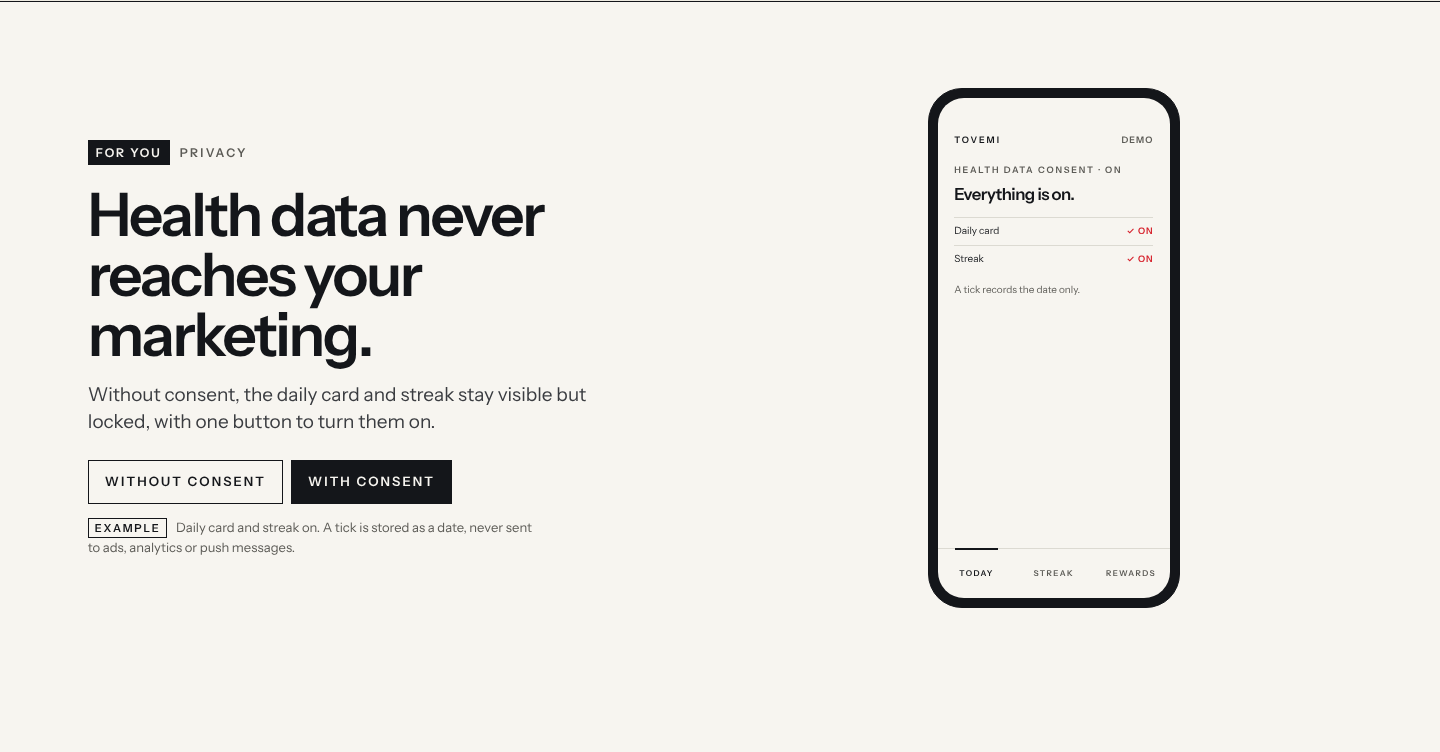 FOR YOU PRIVACY
Health data never
reaches your
marketing.
Without consent, the daily card and streak stay visible but
locked, with one button to turn them on.
WITHOUT CONSENT WITH CONSENT
EXAMPLE Daily card and streak on. A tick is stored as a date, never sent
to ads, analytics or push messages.
TOVEMI DEMO
HEALTH DATA CONSENT · ON
Everything is on.
Daily card ✓ ON
Streak ✓ ON
A tick records the date only.
TODAY STREAK REWARDS